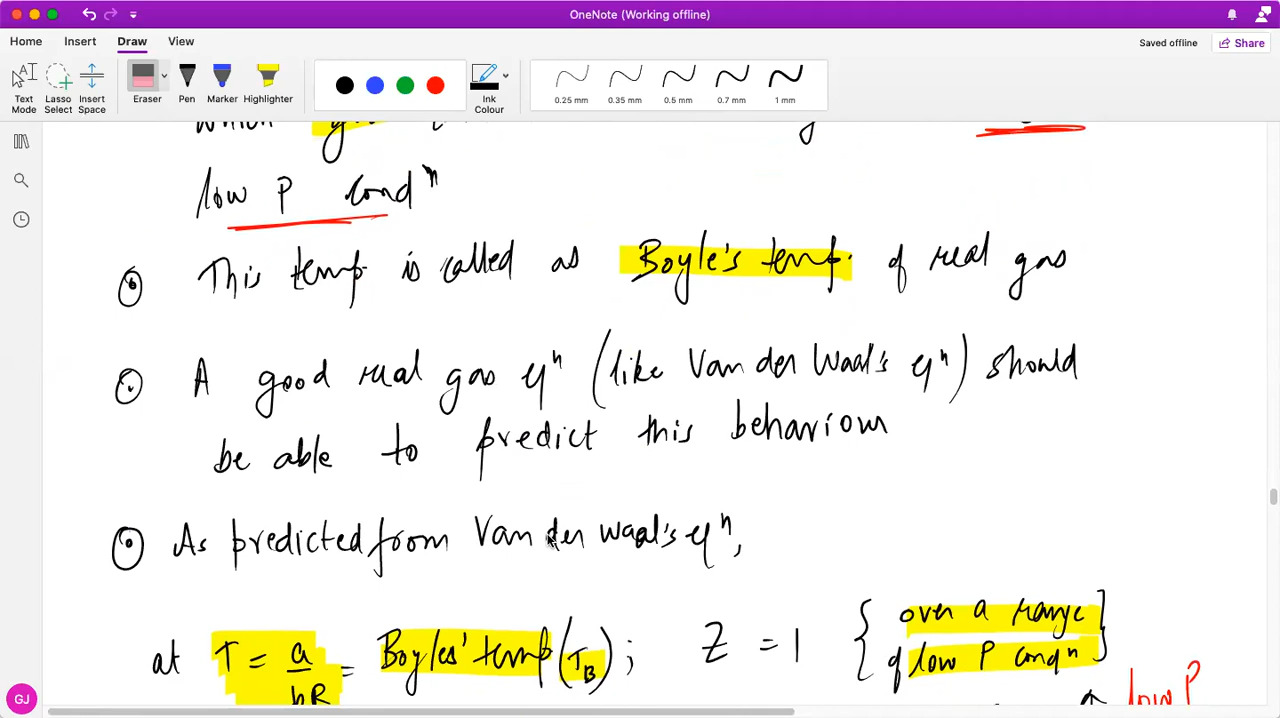 OneNote (Working offline)
Home Insert Draw View
Saved offline Share
Text Mode
Lasso Select
Insert Space
Eraser
Pen
Marker
Highlighter
Ink Colour
0.25 mm 0.35 mm 0.5 mm 0.7 mm 1 mm
which
low P condⁿ
This temp. is called as Boyle's temp. of real gas
A good real gas eqⁿ (like Van der Waal's eqⁿ) should
be able to predict this behaviour
As predicted from Van der Waal's eqⁿ,
at T = a/bR = Boyles' temp (T_B) ; Z = 1 { over a range
of low P condⁿ }
low P
GJ